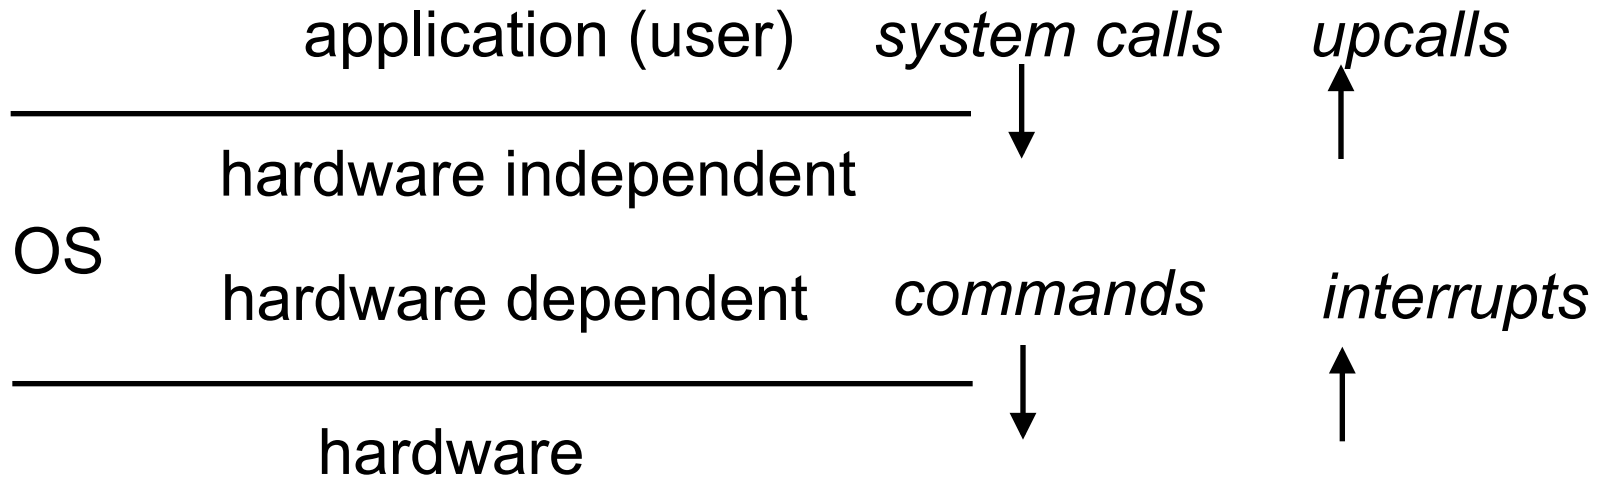 application (user) system calls upcalls
hardware independent
OS
hardware dependent commands interrupts
hardware